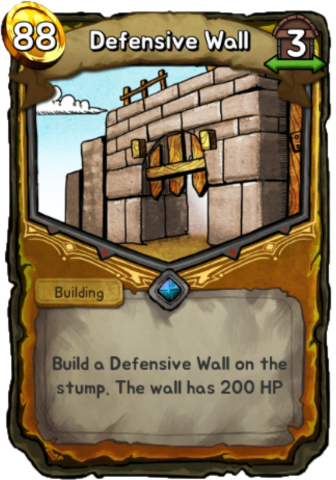 88
Defensive Wall
3
Building
Build a Defensive Wall on the
stump. The wall has 200 HP